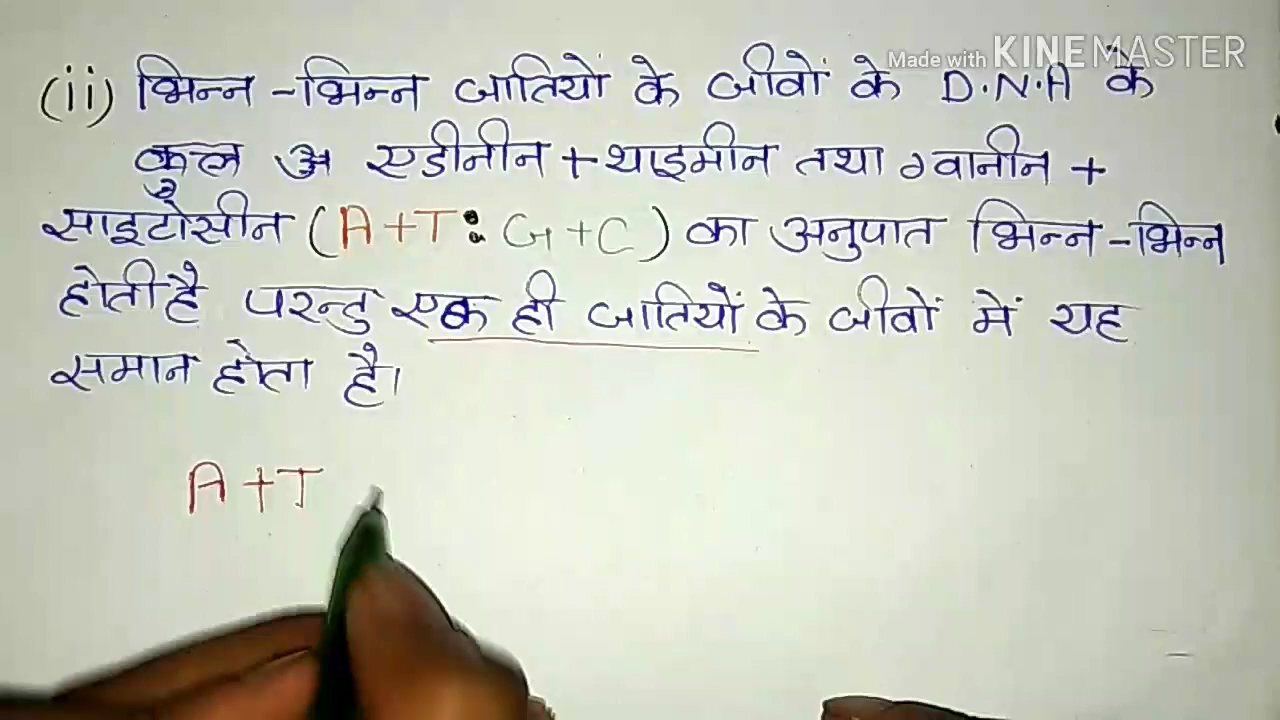 Made with KINEMASTER
(ii) भिन्न-भिन्न जातियों के जीवों के D.N.A के
कुल एडीनीन + थाइमीन तथा ग्वानीन +
साइटोसीन (A+T : G+C) का अनुपात भिन्न-भिन्न
होती है परन्तु एक ही जातियों के जीवों में यह
समान होता है।
A+T